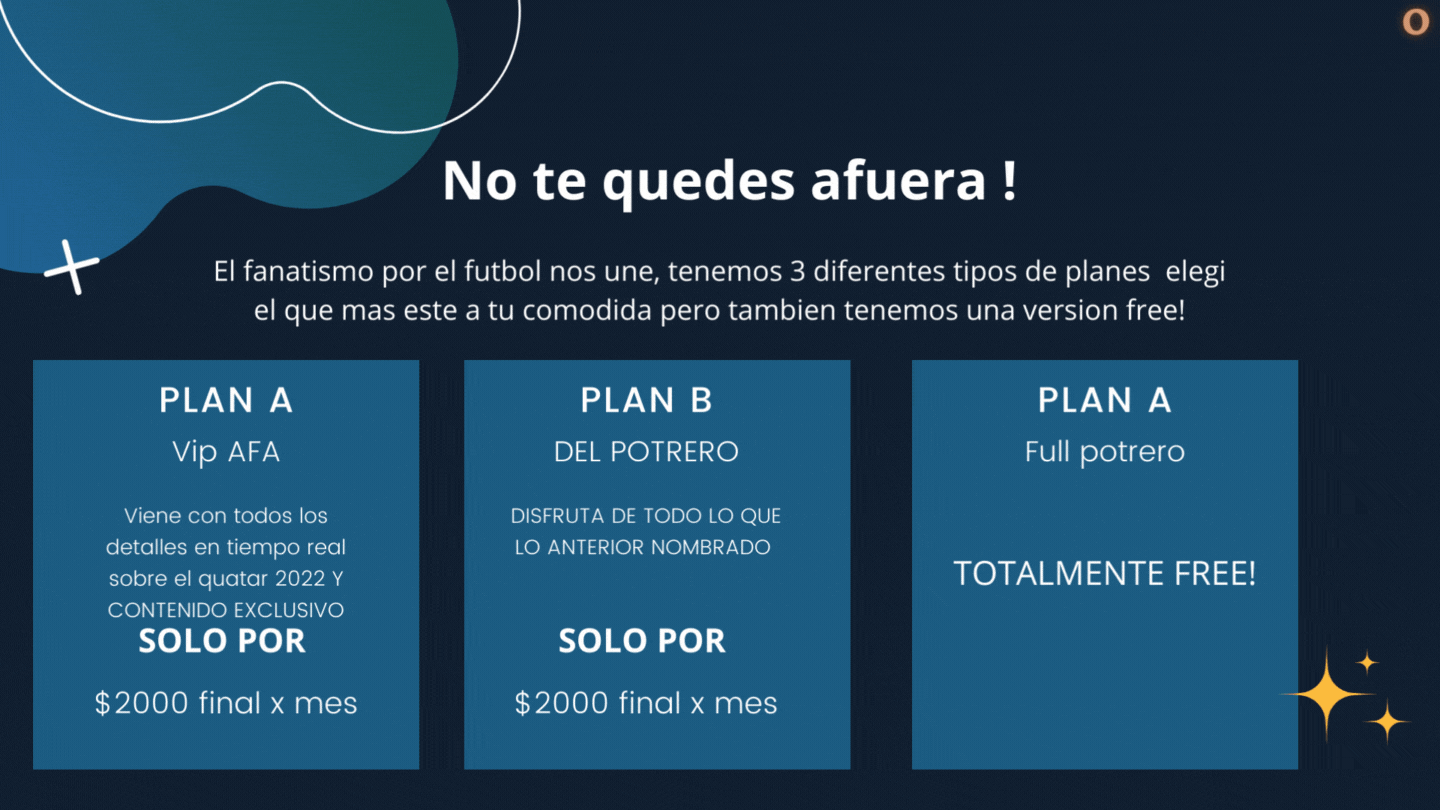 O
No te quedes afuera !
El fanatismo por el futbol nos une, tenemos 3 diferentes tipos de planes elegi
el que mas este a tu comodida pero tambien tenemos una version free!
PLAN A
Vip AFA
Viene con todos los
detalles en tiempo real
sobre el quatar 2022 Y
CONTENIDO EXCLUSIVO
SOLO POR
$2000 final x mes
PLAN B
DEL POTRERO
DISFRUTA DE TODO LO QUE
LO ANTERIOR NOMBRADO
SOLO POR
$2000 final x mes
PLAN A
Full potrero
TOTALMENTE FREE!